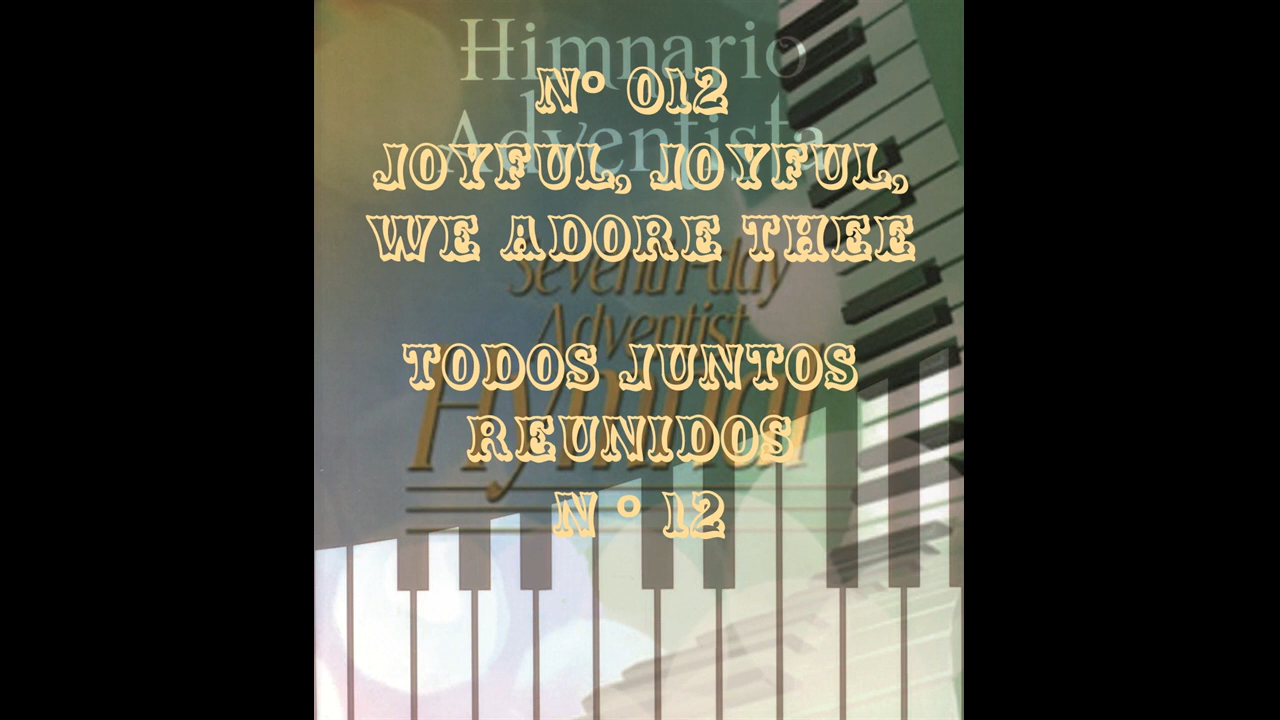 Himnario
Nº 012
Adventista
JOYFUL, JOYFUL,
WE ADORE THEE
Seventh-day
Adventist
TODOS JUNTOS
Hymnal
REUNIDOS
N º 12